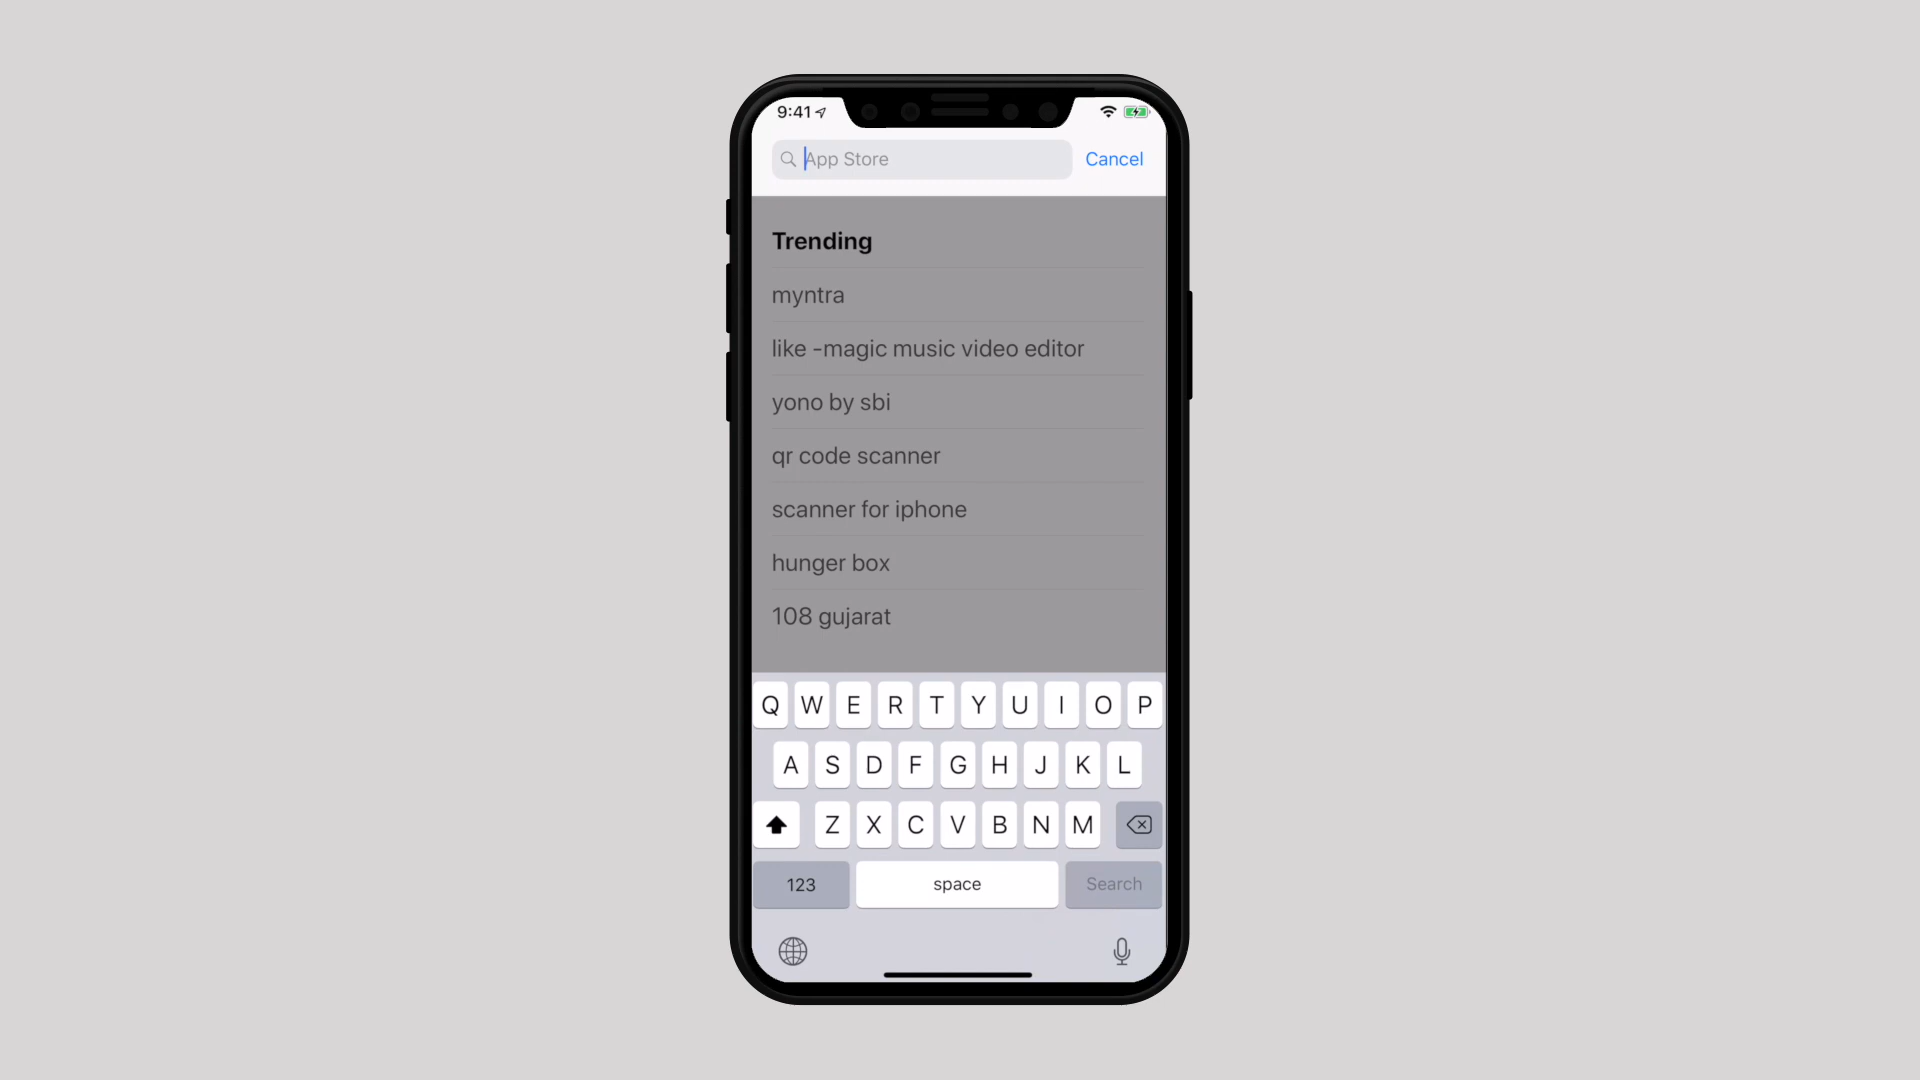 9:41
App Store
Cancel
Trending
myntra
like -magic music video editor
yono by sbi
qr code scanner
scanner for iphone
hunger box
108 gujarat
Q W E R T Y U I O P
A S D F G H J K L
Z X C V B N M
123 space Search